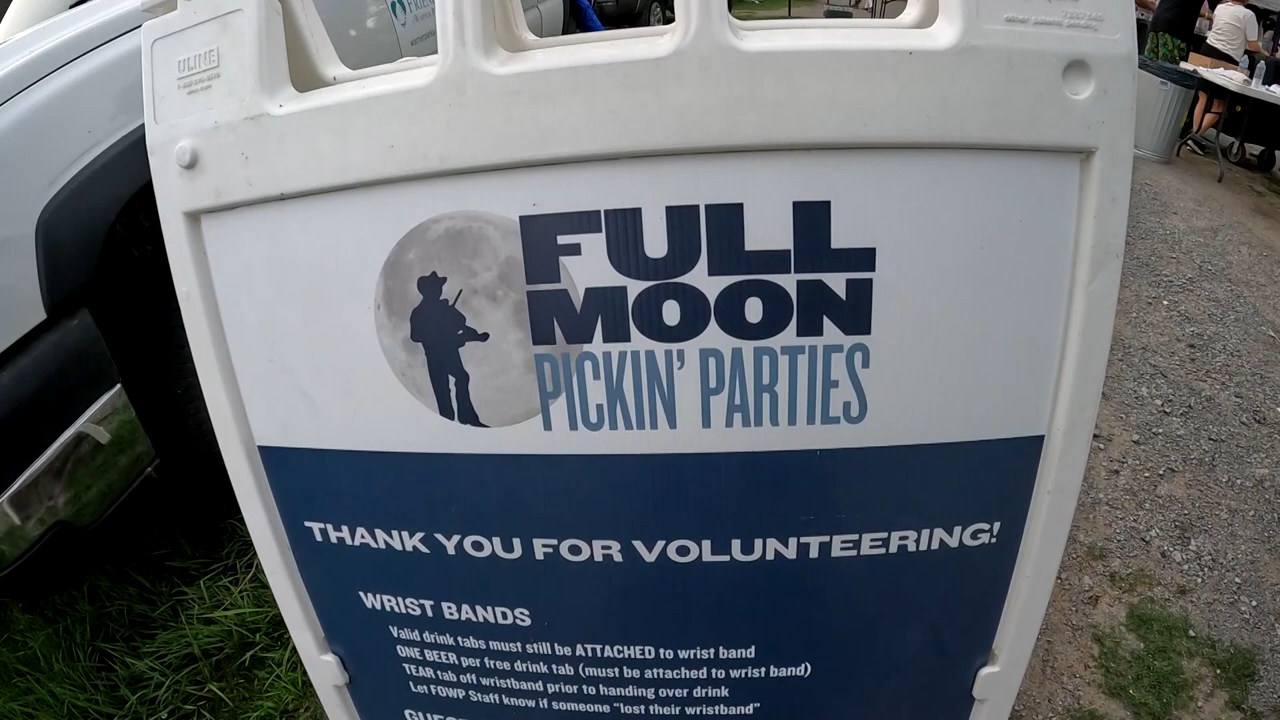 ULINE
FULL
MOON
PICKIN' PARTIES
THANK YOU FOR VOLUNTEERING!
WRIST BANDS
Valid drink tabs must still be ATTACHED to wrist band
ONE BEER per free drink tab (must be attached to wrist band)
TEAR tab off wristband prior to handing over drink
Let FOWP Staff know if someone "lost their wristband"